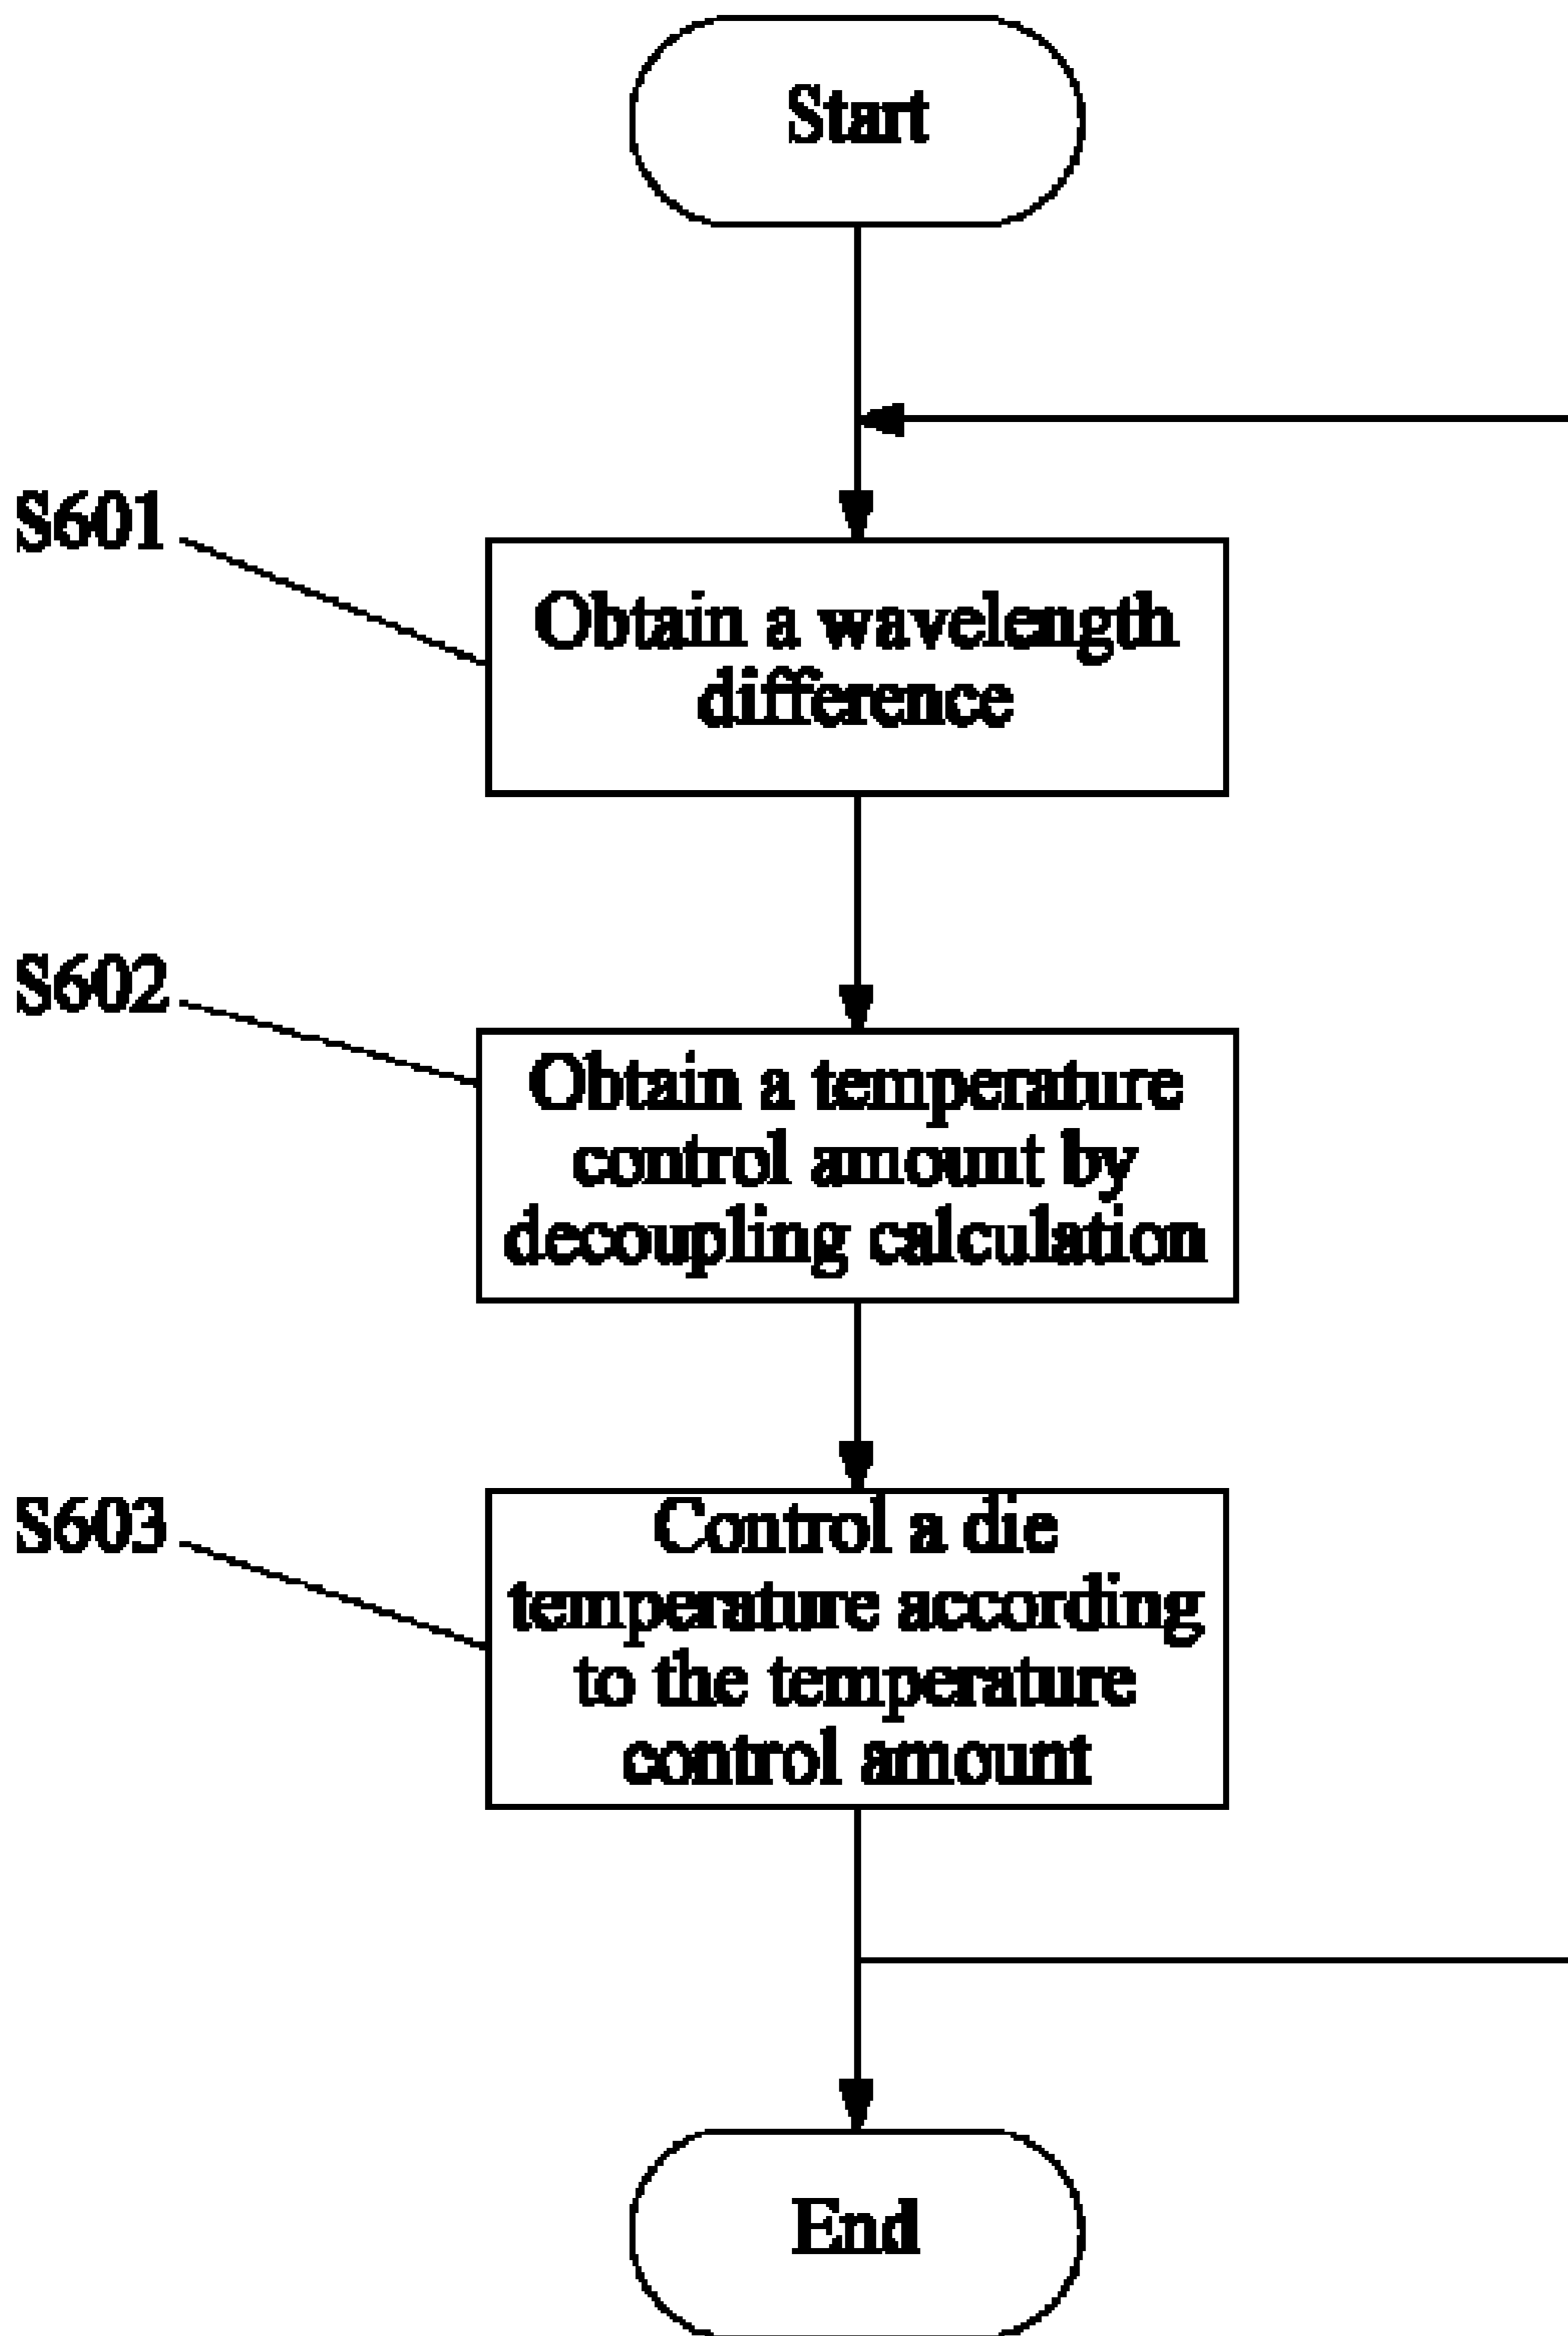 Start
S601
Obtain a wavelength
difference
S602
Obtain a temperature
control amount by
decoupling calculation
S603
Control a die
temperature according
to the temperature
control amount
End